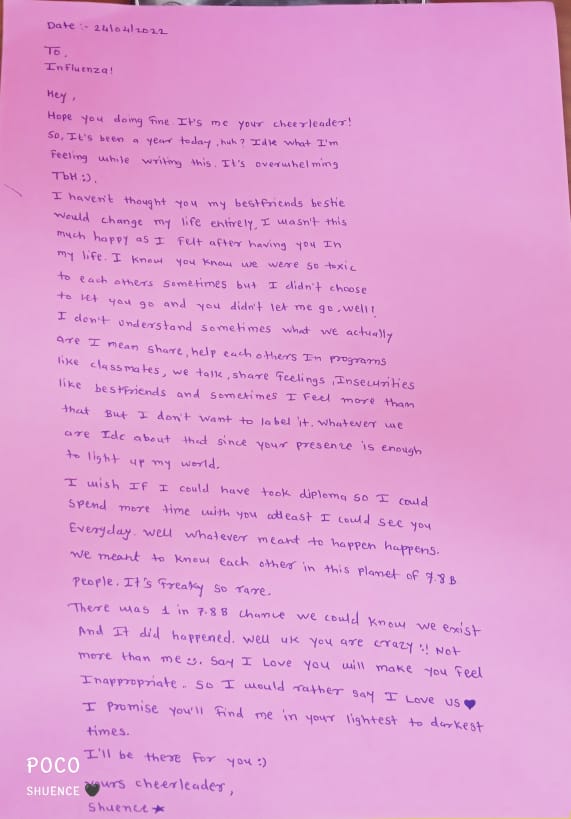 Date :- 24/04/2022
To,
Influenza!
Hey,
Hope you doing fine. It's me your cheerleader!
So, It's been a year today, huh? Idk what I'm
feeling while writing this. It's overwhelming
TbH :).
I haven't thought you my bestfriends bestie
would change my life entirely, I wasn't this
much happy as I felt after having you In
my life. I know you know we were so toxic
to each others sometimes but I didn't choose
to let you go and you didn't let me go. well!
I don't understand sometimes what we actually
are I mean share, help each others In programs
like classmates, we talk, share feelings, Insecurities
like bestfriends and sometimes I feel more than
that But I don't want to label it. whatever we
are Idc about that since your presence is enough
to light up my world.
I wish If I could have took diploma so I could
spend more time with you atleast I could see you
Everyday. well whatever meant to happen happens.
we meant to know each other in this planet of 7.8 B
people. It's freaky so rare.
There was 1 in 7.8 B chance we could know we exist
And It did happened. well uk you are crazy :!! Not
more than me :). Say I Love you will make you feel
Inappropriate.. so I would rather say I Love us ♥
I promise you'll find me in your lightest to darkest
times.
I'll be there for you :)
yours cheerleader,
Shuence ★
POCO
SHUENCE 🖤